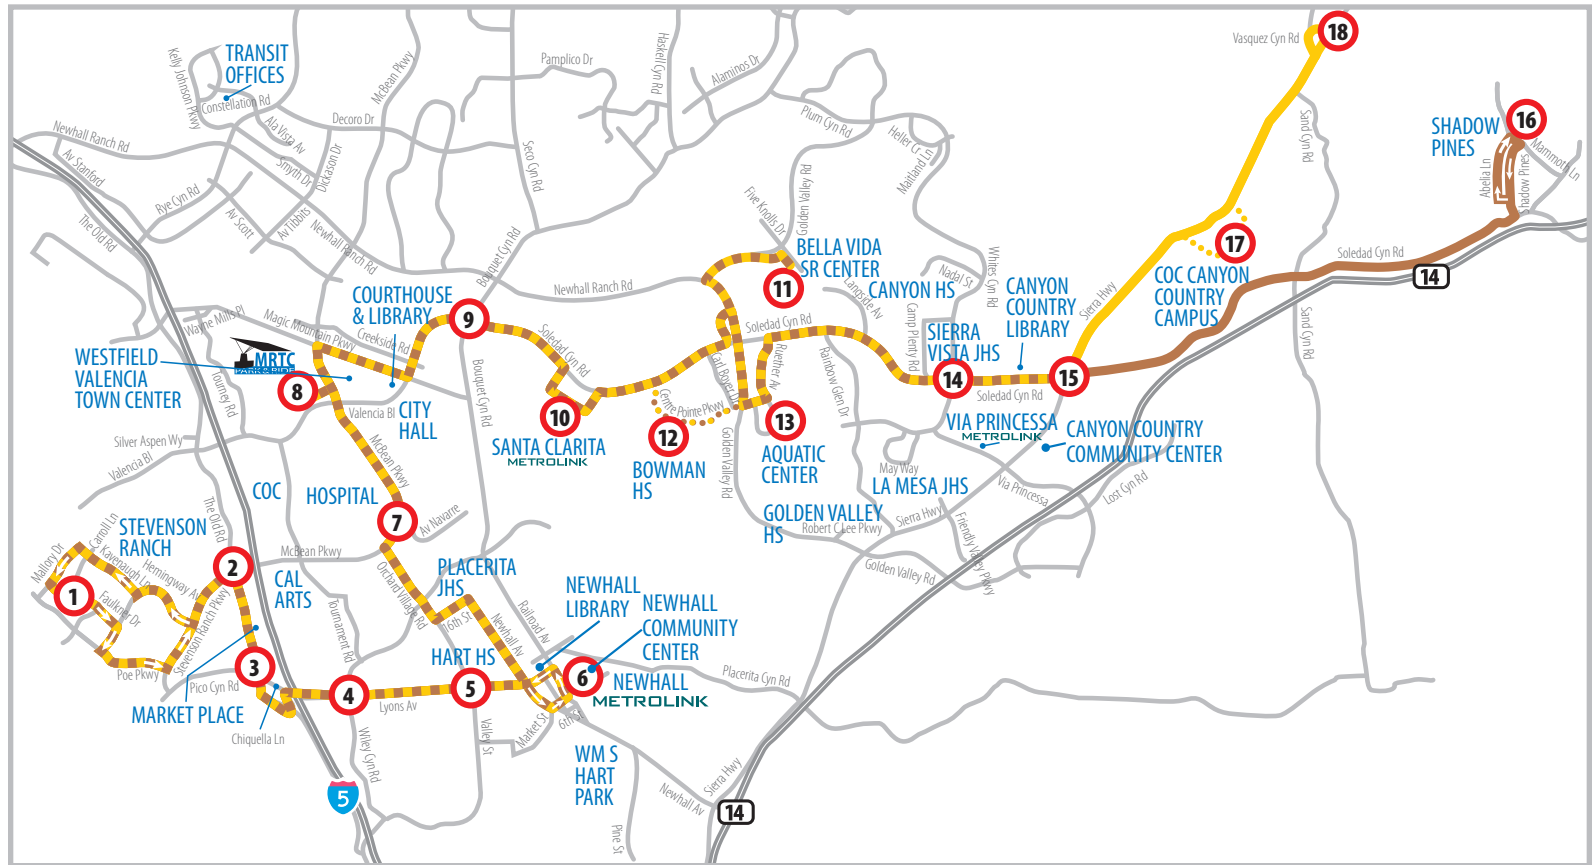 18
Vasquez Cyn Rd
Haskell Cyn Rd
Kelly Johnson Pkwy
TRANSIT
OFFICES
McBean Pkwy
Pamplico Dr
Alaminos Dr
Constellation Rd
Ala Vista Av
Decoro Dr
Plum Cyn Rd
Sand Cyn Rd
SHADOW
PINES
16
Newhall Ranch Rd
Av Stanford
Smyth Dr
Dickason Dr
Seco Cyn Rd
Heller Cr
Maitland Ln
Mammoth Ln
Abelia Ln
Shadow Pines
Rye Cyn Rd
Golden Valley Rd
Five Knolls Dr
The Old Rd
Av Scott
Av Tibbits
Newhall Ranch Rd
Bouquet Cyn Rd
Whites Cyn Rd
17
Soledad Cyn Rd
14
BELLA VIDA
SR CENTER
11
Nadal St
COC CANYON
COUNTRY
CAMPUS
Newhall Ranch Rd
Langside Av
CANYON HS
CANYON
COUNTRY
LIBRARY
Sierra Hwy
COURTHOUSE
& LIBRARY
9
Wayne Mills Pl
Magic Mountain Pkwy
Creekside Rd
Soledad Cyn Rd
Soledad Cyn Rd
Camp Plenty Rd
SIERRA
VISTA JHS
Sand Cyn Rd
WESTFIELD
VALENCIA
TOWN CENTER
MRTC
PARK & RIDE
8
Tourney Rd
Bouquet Cyn Rd
Carl Boyer Dr
Ruether Av
Rainbow Glen Dr
14
15
Soledad Cyn Rd
Valencia Bl
CITY
HALL
10
SANTA CLARITA
METROLINK
Centre Pointe Pkwy
12
BOWMAN
HS
13
AQUATIC
CENTER
VIA PRINCESSA
METROLINK
CANYON COUNTRY
COMMUNITY CENTER
Silver Aspen Wy
Valencia Bl
McBean Pkwy
Golden Valley Rd
May Way
LA MESA JHS
Via Princessa
Lost Cyn Rd
COC
HOSPITAL
7
Av Navarre
The Old Rd
GOLDEN VALLEY
HS
Robert C Lee Pkwy
Sierra Hwy
Friendly Valley Pkwy
Golden Valley Rd
STEVENSON
RANCH
Carroll Ln
Kavenaugh Ln
Hemingway Av
Mallory Dr
1
Faulkner Dr
2
McBean Pkwy
CAL
ARTS
Orchard Village Rd
PLACERITA
JHS
16th St
Newhall Av
Railroad Av
NEWHALL
LIBRARY
NEWHALL
COMMUNITY
CENTER
Tournament Rd
Stevenson Ranch Pkwy
Poe Pkwy
3
Pico Cyn Rd
HART HS
4
Lyons Av
5
6
NEWHALL
METROLINK
Placerita Cyn Rd
MARKET PLACE
Chiquella Ln
Wiley Cyn Rd
Valley St
Market St
6th St
WM S
HART
PARK
Newhall Av
Sierra Hwy
Pine St
5
14